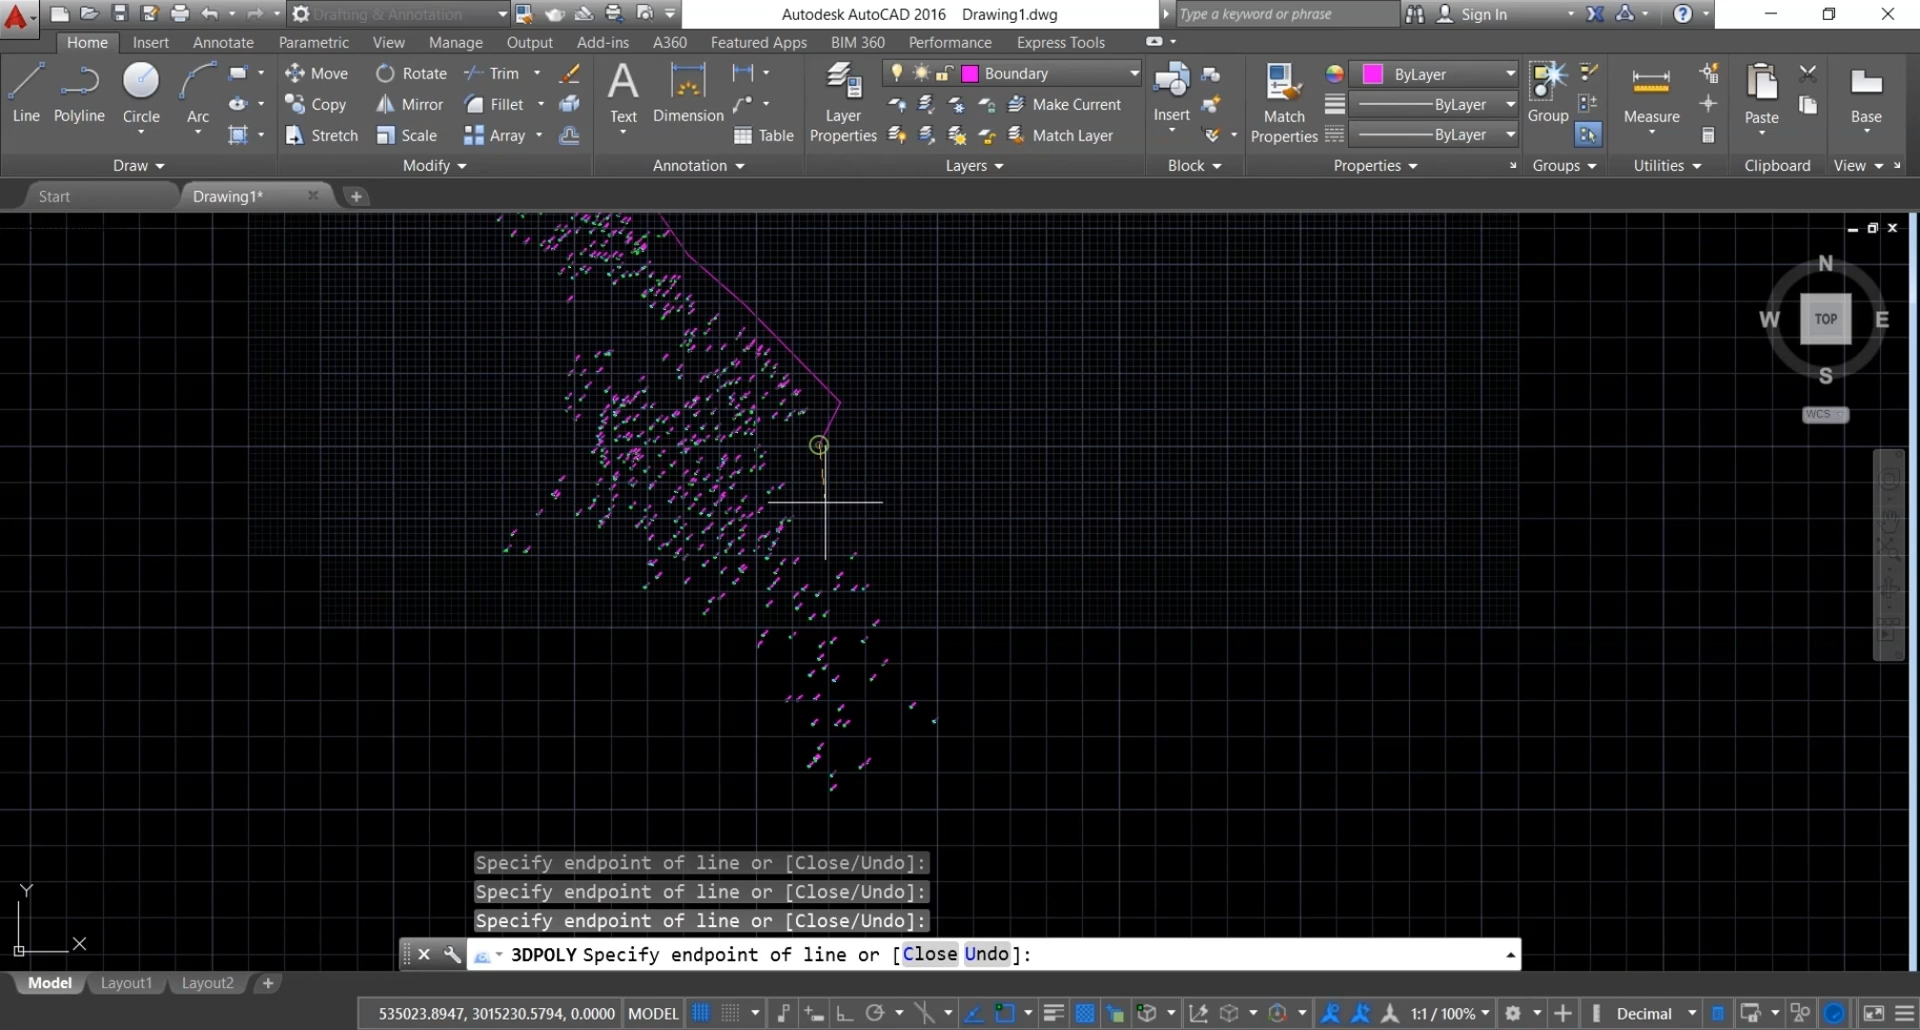 Drafting & Annotation
Autodesk AutoCAD 2016 Drawing1.dwg
Type a keyword or phrase
Sign In
Home Insert Annotate Parametric View Manage Output Add-ins A360 Featured Apps BIM 360 Performance Express Tools
Line
Polyline
Circle
Arc
Move Rotate Trim
Copy Mirror Fillet
Stretch Scale Array
Text
Dimension
Table
Layer
Properties
Boundary
Make Current
Match Layer
Insert
Match
Properties
ByLayer
ByLayer
ByLayer
Group
Measure
Paste
Base
Draw Modify Annotation Layers Block Properties Groups Utilities Clipboard View
Start Drawing1*
N
W TOP E
S
WCS
Specify endpoint of line or [Close/Undo]:
Specify endpoint of line or [Close/Undo]:
Specify endpoint of line or [Close/Undo]:
3DPOLY Specify endpoint of line or [Close Undo]:
Y
X
Model Layout1 Layout2
535023.8947, 3015230.5794, 0.0000 MODEL 1:1 / 100% Decimal